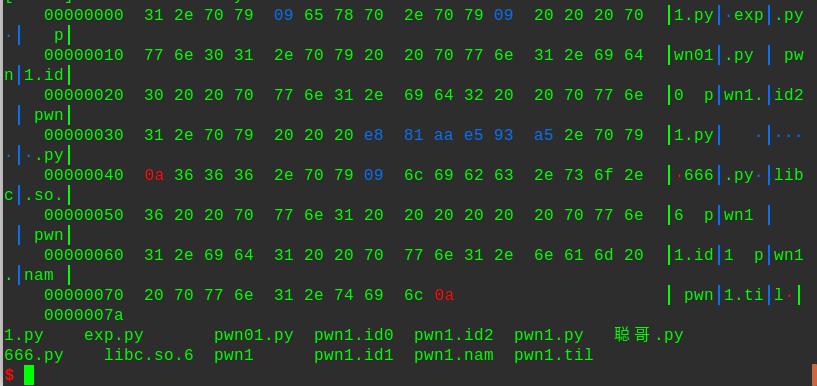 00000000  31 2e 70 79  09 65 78 70  2e 70 79 09  20 20 20 70  │1.py│·exp│.py
·│   p│
00000010  77 6e 30 31  2e 70 79 20  20 70 77 6e  31 2e 69 64  │wn01│.py │ pw
n│1.id│
00000020  30 20 20 70  77 6e 31 2e  69 64 32 20  20 70 77 6e  │0  p│wn1.│id2
│ pwn│
00000030  31 2e 70 79  20 20 20 e8  81 aa e5 93  a5 2e 70 79  │1.py│   ·│···
·│·.py│
00000040  0a 36 36 36  2e 70 79 09  6c 69 62 63  2e 73 6f 2e  │·666│.py·│lib
c│.so.│
00000050  36 20 20 70  77 6e 31 20  20 20 20 20  20 70 77 6e  │6  p│wn1 │
│ pwn│
00000060  31 2e 69 64  31 20 20 70  77 6e 31 2e  6e 61 6d 20  │1.id│1  p│wn1
.│nam │
00000070  20 70 77 6e  31 2e 74 69  6c 0a  │ pwn│1.ti│l·│
0000007a
1.py    exp.py       pwn01.py  pwn1.id0  pwn1.id2  pwn1.py   聪哥.py
666.py    libc.so.6  pwn1      pwn1.id1  pwn1.nam  pwn1.til
$